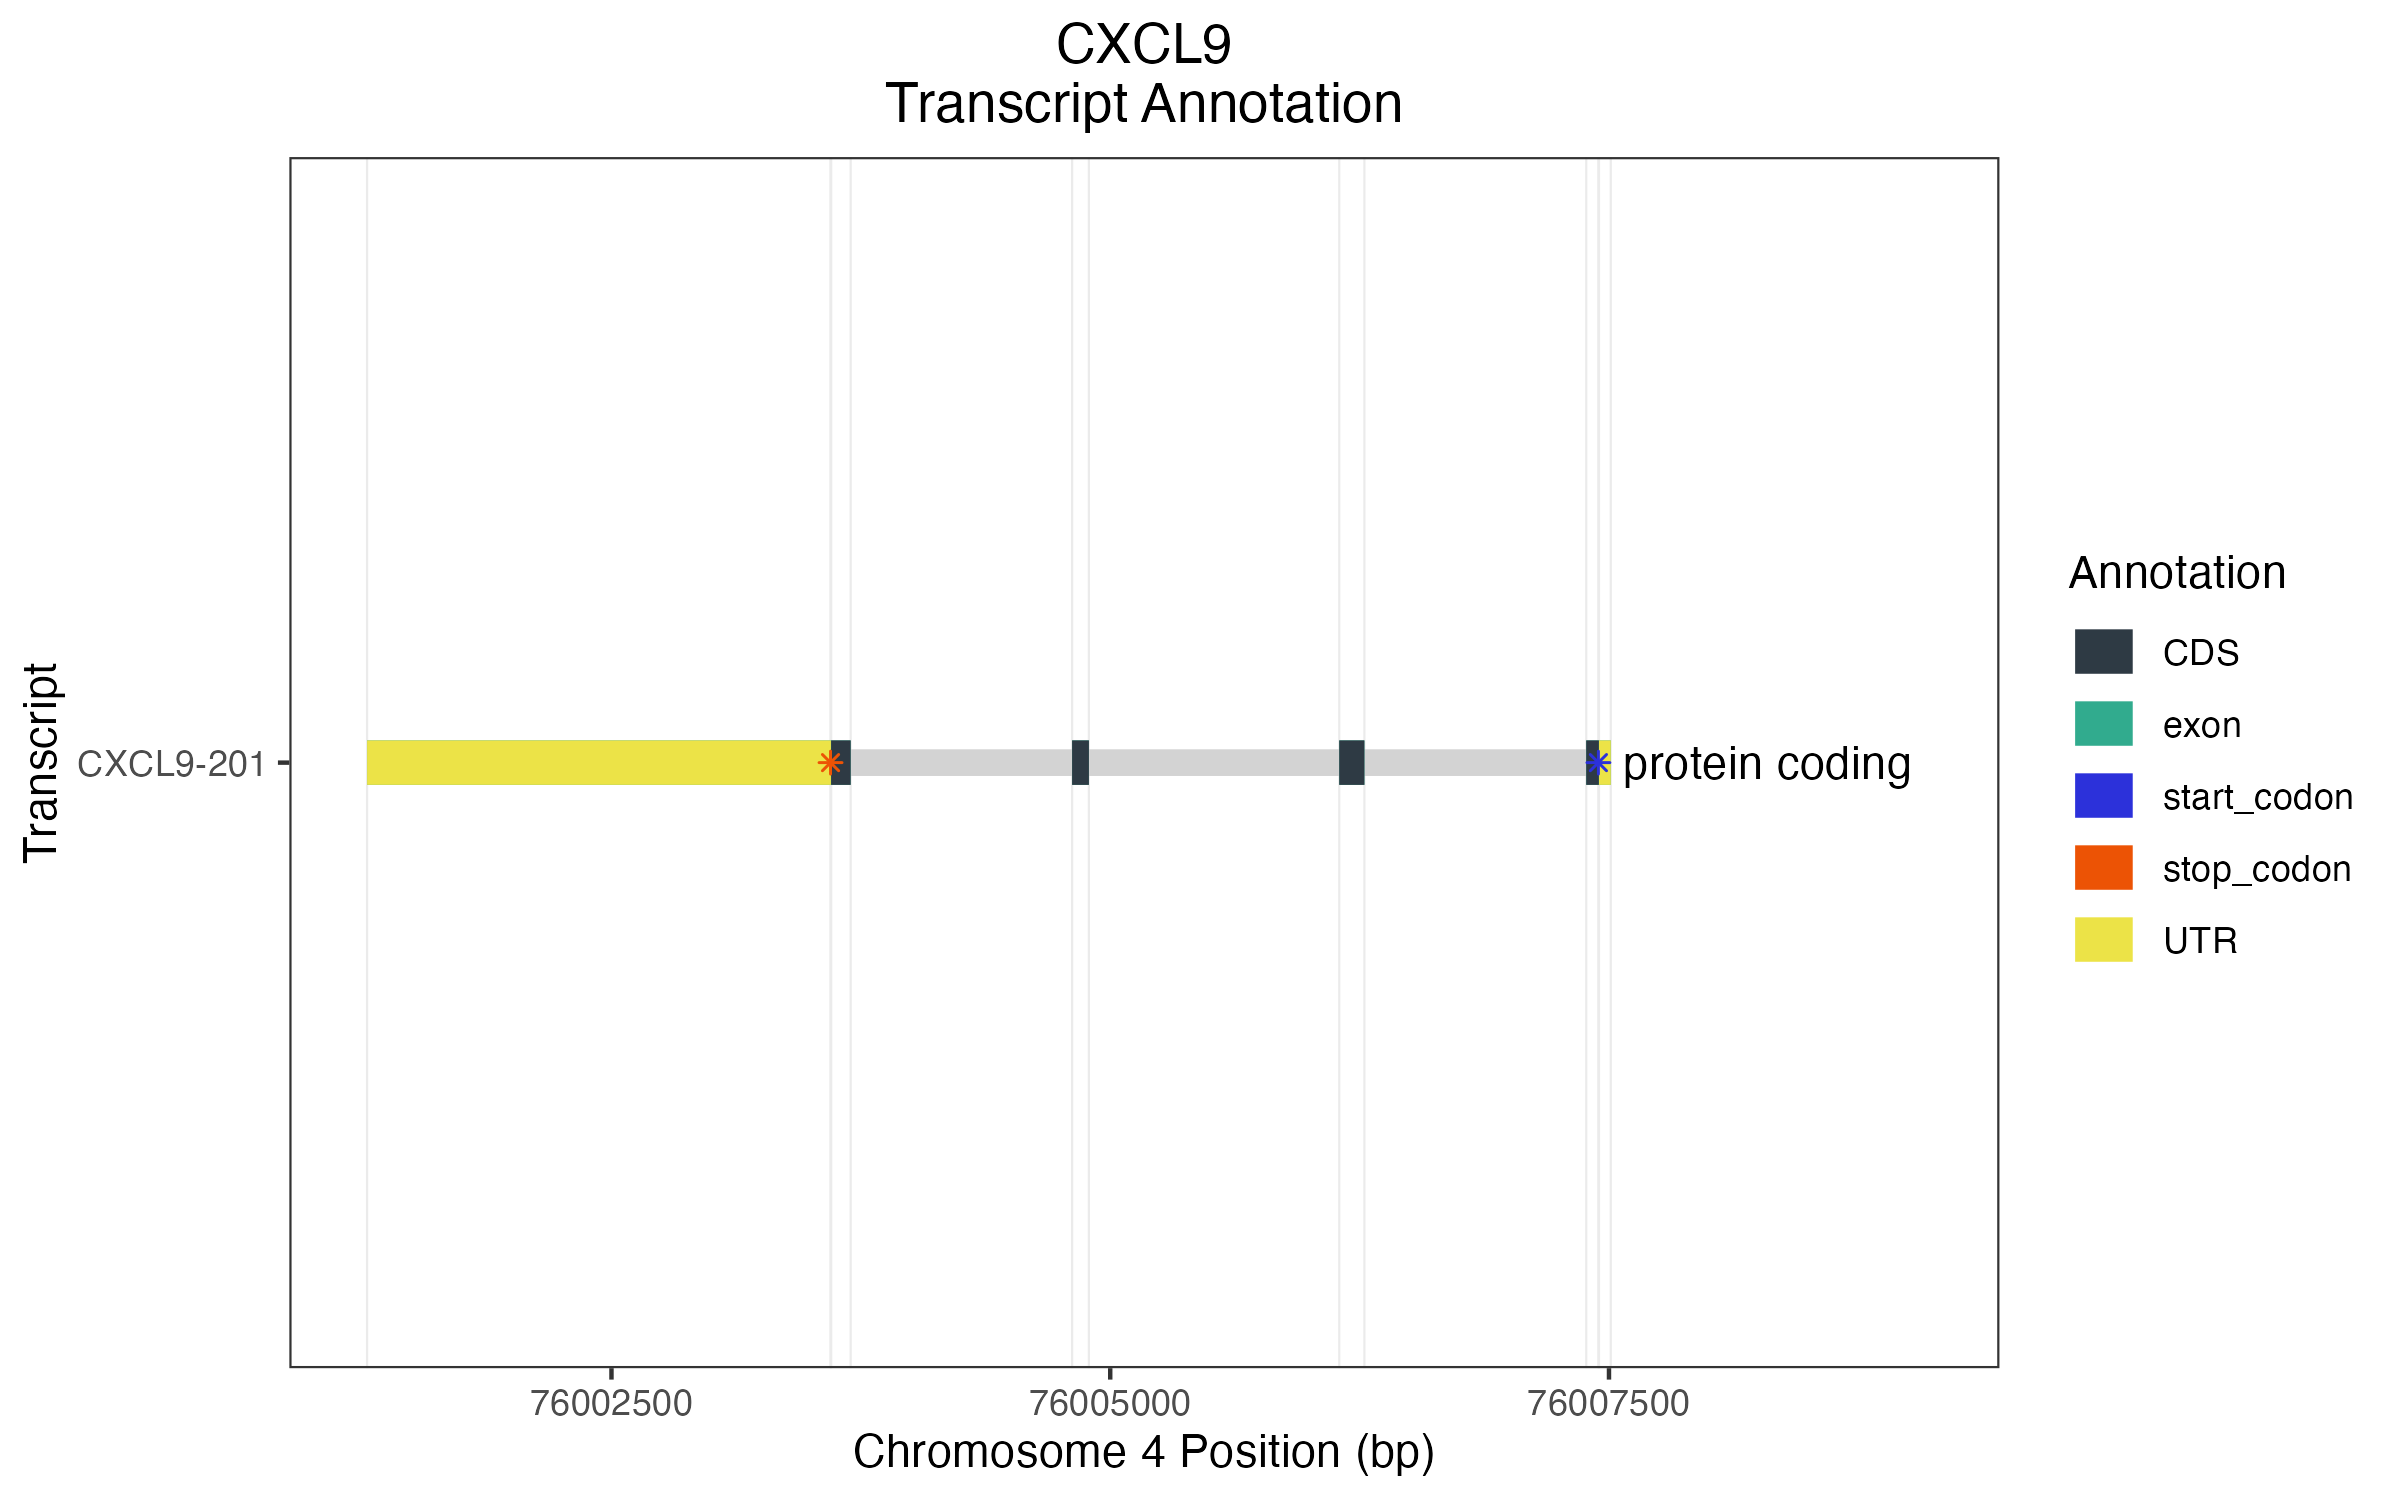 CXCL9
Transcript Annotation
Transcript
CXCL9-201
protein coding
76002500
76005000
76007500
Chromosome 4 Position (bp)
Annotation
CDS
exon
start_codon
stop_codon
UTR